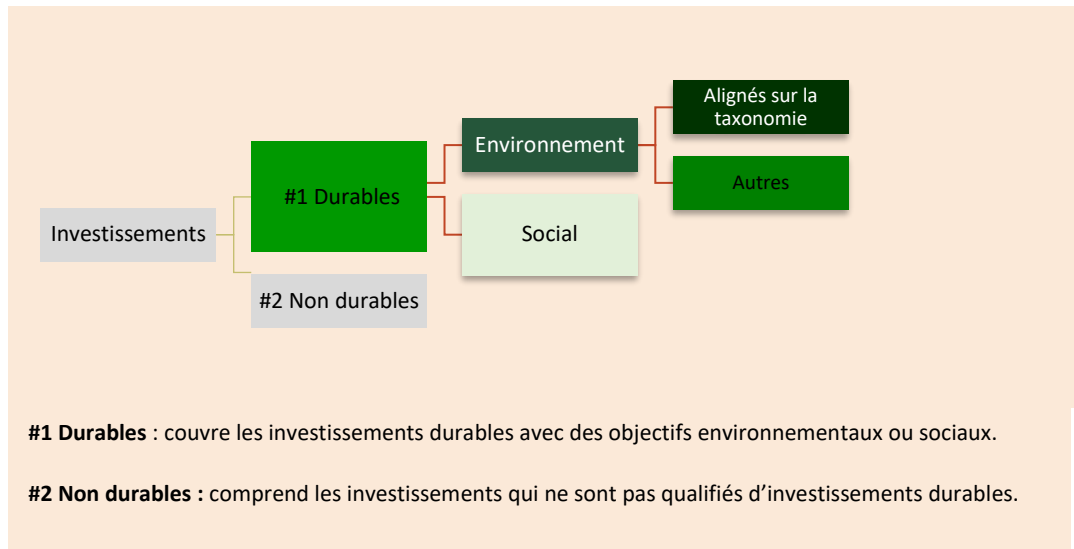 Alignés sur la
taxonomie
Environnement
#1 Durables
Autres
Investissements
Social
#2 Non durables
#1 Durables : couvre les investissements durables avec des objectifs environnementaux ou sociaux.
#2 Non durables : comprend les investissements qui ne sont pas qualifiés d’investissements durables.